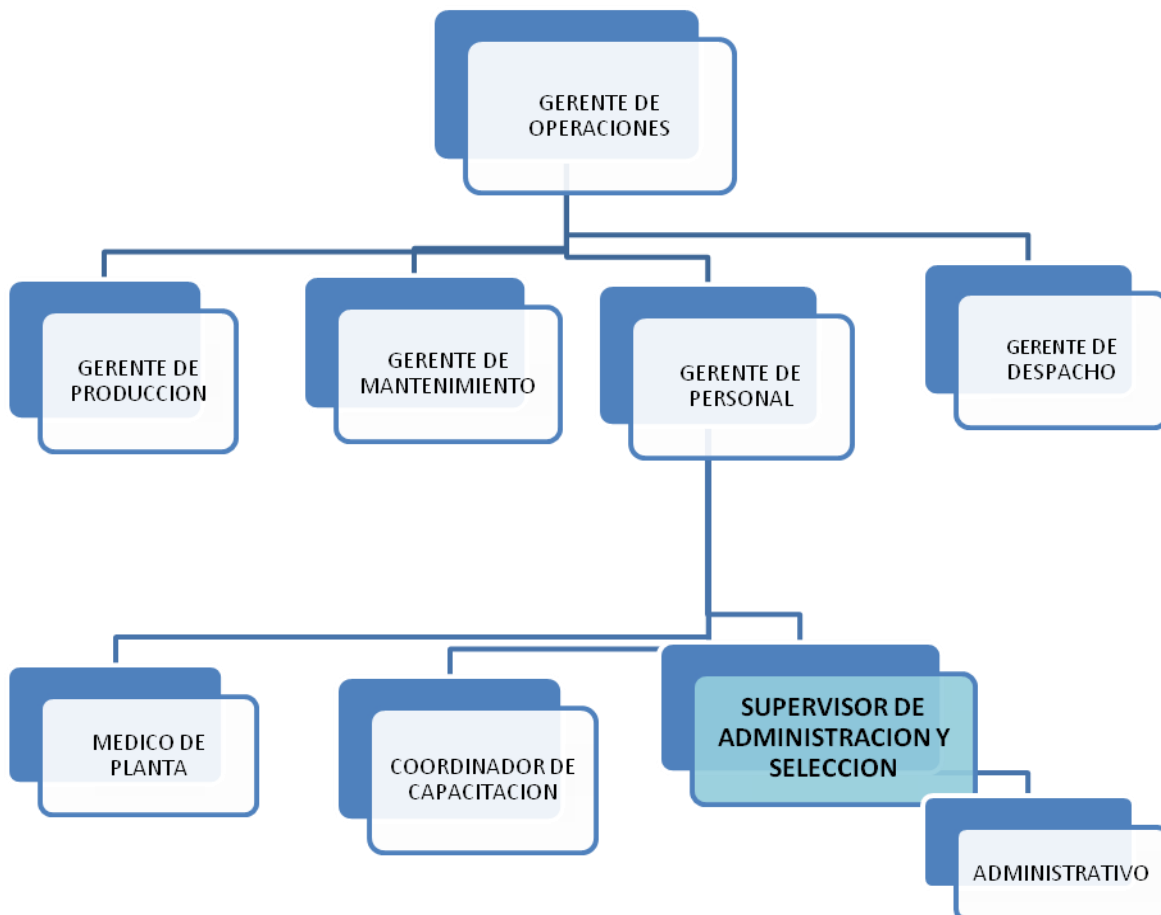 GERENTE DE
OPERACIONES
GERENTE DE
PRODUCCION
GERENTE DE
MANTENIMIENTO
GERENTE DE
PERSONAL
GERENTE DE
DESPACHO
MEDICO DE
PLANTA
COORDINADOR DE
CAPACITACION
SUPERVISOR DE
ADMINISTRACION Y
SELECCION
ADMINISTRATIVO